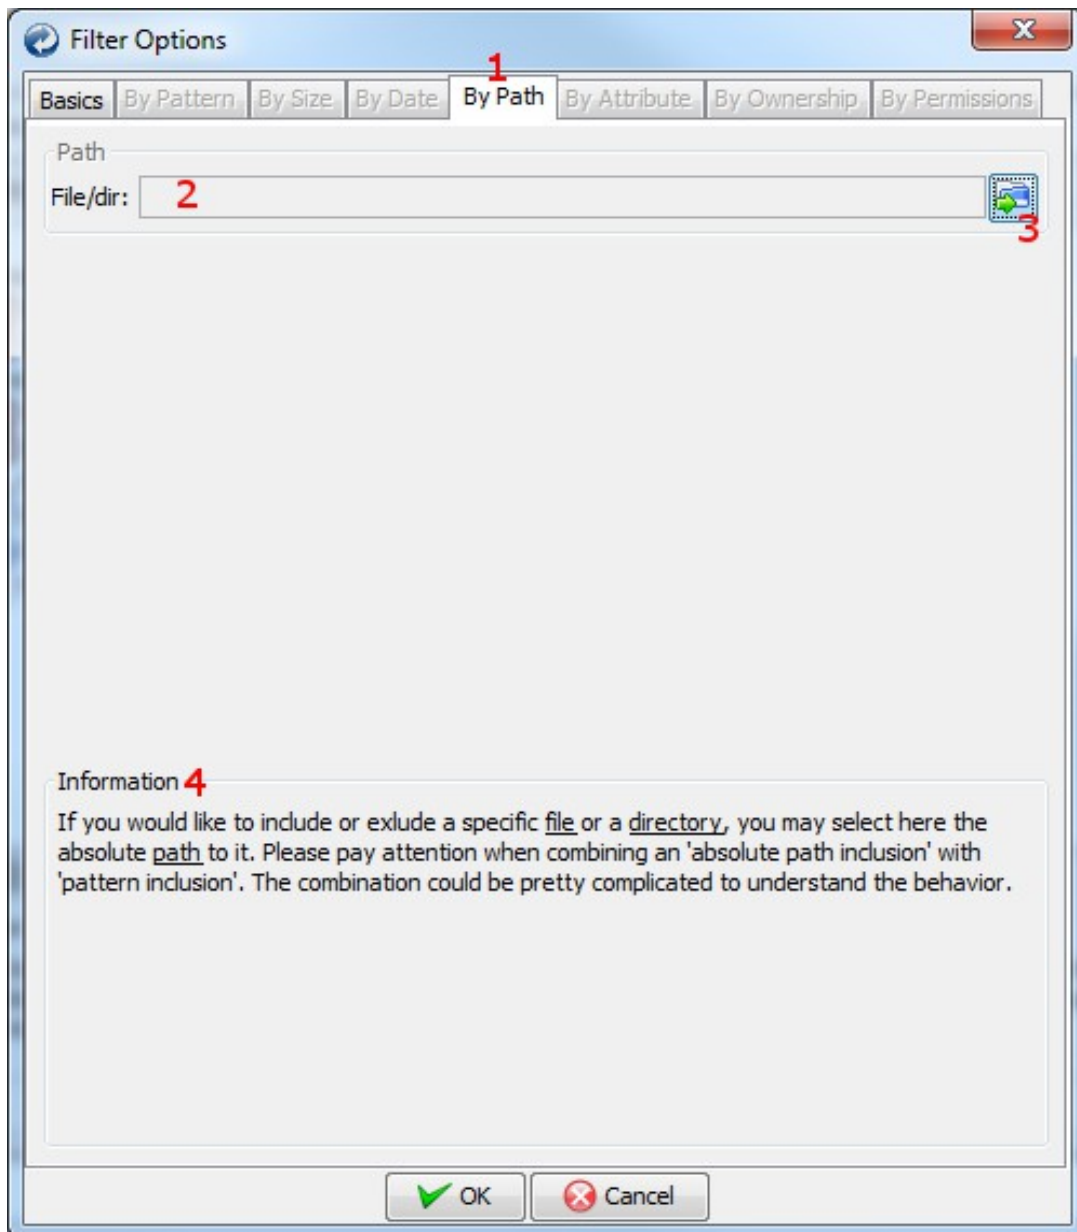 Filter Options
1
Basics By Pattern By Size By Date By Path By Attribute By Ownership By Permissions
Path
File/dir: 2
3
Information 4
If you would like to include or exlude a specific file or a directory, you may select here the
absolute path to it. Please pay attention when combining an 'absolute path inclusion' with
'pattern inclusion'. The combination could be pretty complicated to understand the behavior.
OK Cancel